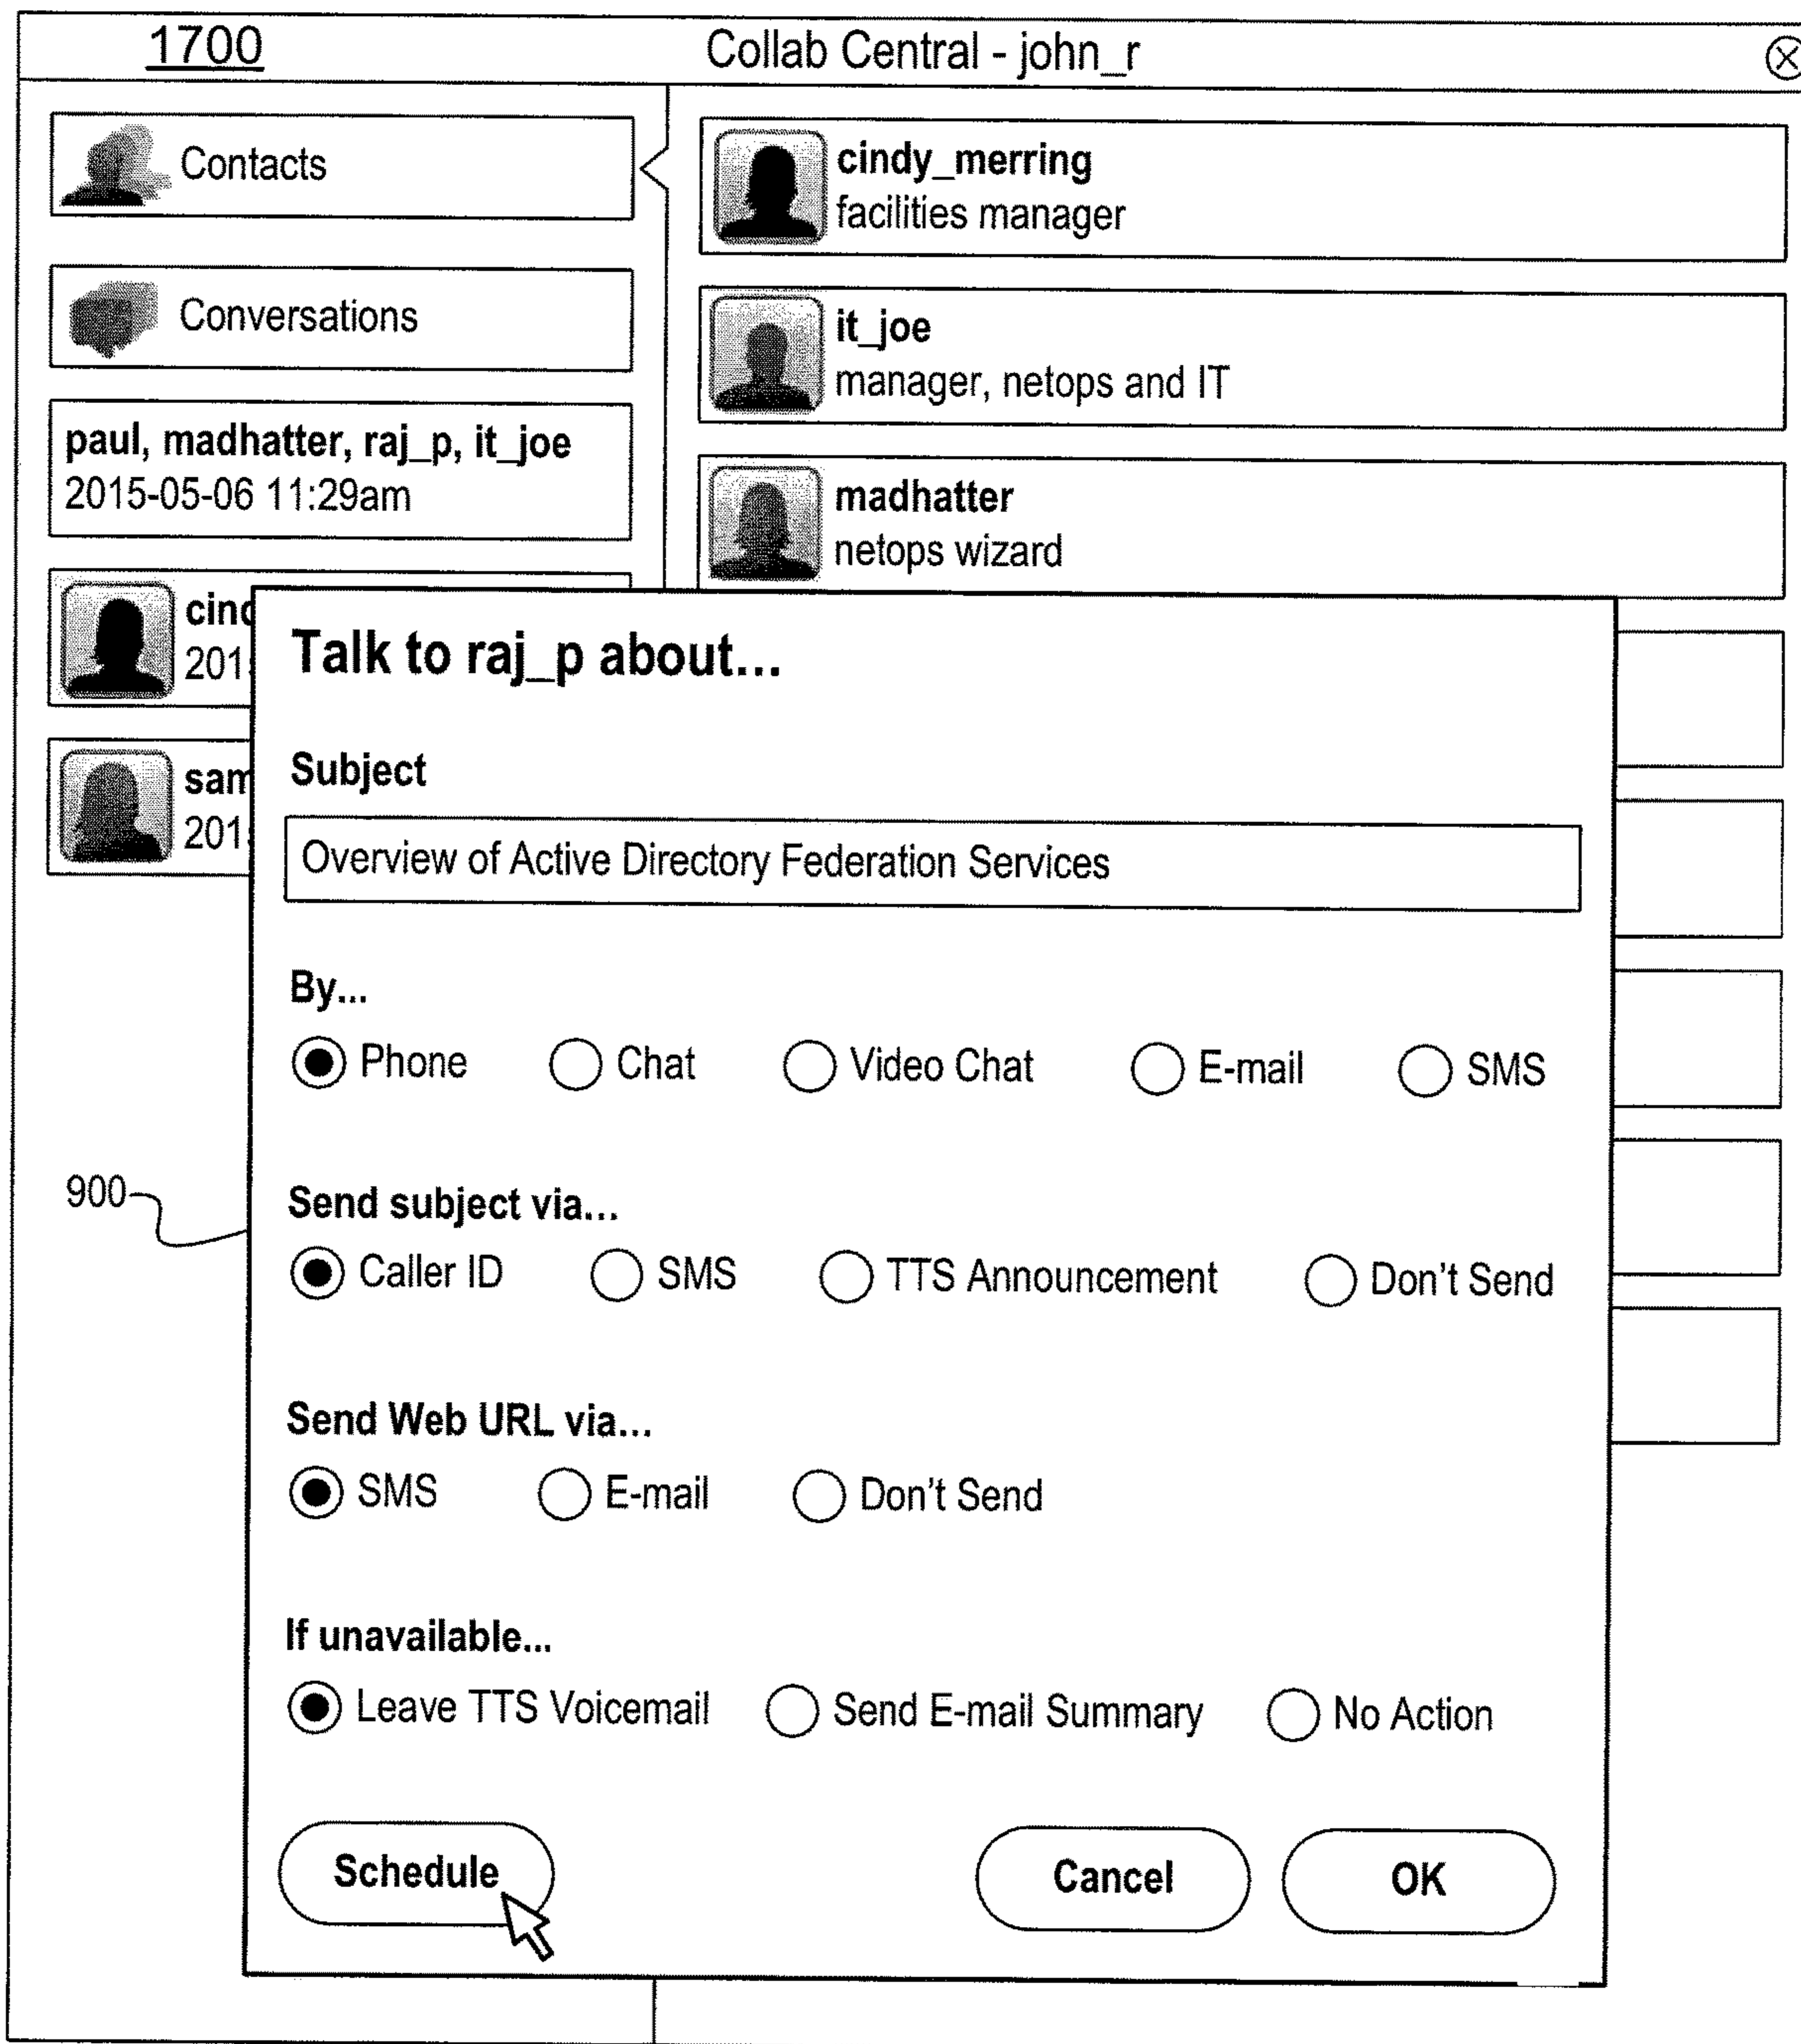 1700
Collab Central - john_r
Contacts
Conversations
paul, madhatter, raj_p, it_joe
2015-05-06 11:29am
cindy_merring
facilities manager
it_joe
manager, netops and IT
madhatter
netops wizard
Talk to raj_p about...
Subject
Overview of Active Directory Federation Services
By...
Phone Chat Video Chat E-mail SMS
900
Send subject via...
Caller ID SMS TTS Announcement Don't Send
Send Web URL via...
SMS E-mail Don't Send
If unavailable...
Leave TTS Voicemail Send E-mail Summary No Action
Schedule Cancel OK